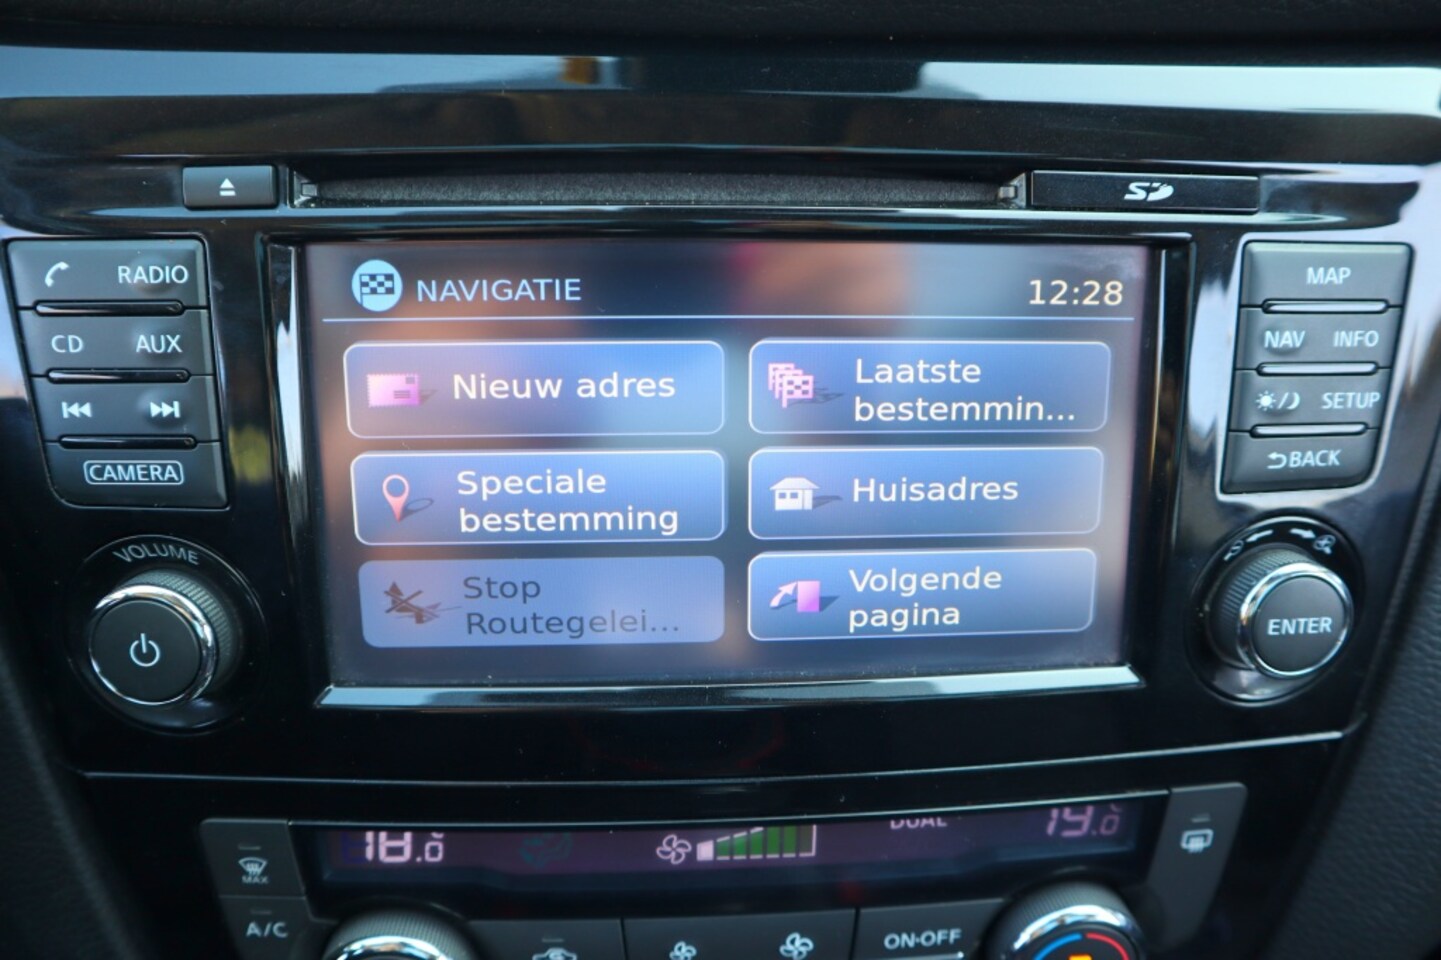 SD
RADIO
CD AUX
CAMERA
VOLUME
NAVIGATIE 12:28
Nieuw adres
Laatste
bestemmin...
Speciale
bestemming
Huisadres
Stop
Routegelei...
Volgende
pagina
MAP
NAV INFO
SETUP
BACK
ENTER
18.0
DUAL
19.0
MAX
A/C
ON·OFF